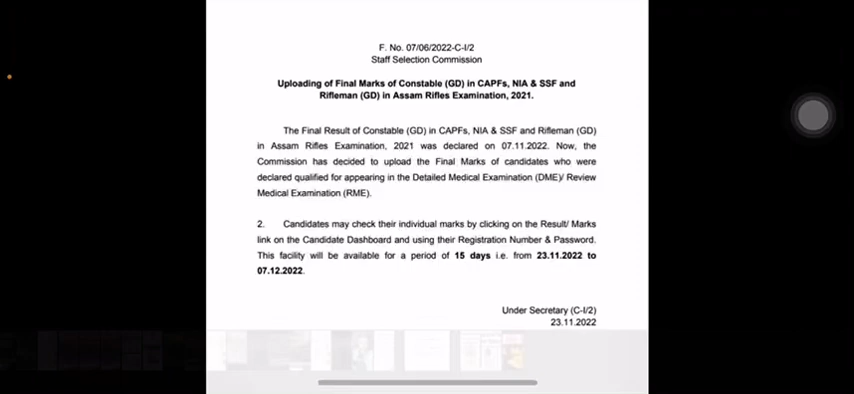 F. No. 07/06/2022-C-I/2
Staff Selection Commission
Uploading of Final Marks of Constable (GD) in CAPFs, NIA & SSF and
Rifleman (GD) in Assam Rifles Examination, 2021.
The Final Result of Constable (GD) in CAPFs, NIA & SSF and Rifleman (GD)
in Assam Rifles Examination, 2021 was declared on 07.11.2022. Now, the
Commission has decided to upload the Final Marks of candidates who were
declared qualified for appearing in the Detailed Medical Examination (DME)/ Review
Medical Examination (RME).
2. Candidates may check their individual marks by clicking on the Result/ Marks
link on the Candidate Dashboard and using their Registration Number & Password.
This facility will be available for a period of 15 days i.e. from 23.11.2022 to
07.12.2022.
Under Secretary (C-I/2)
23.11.2022